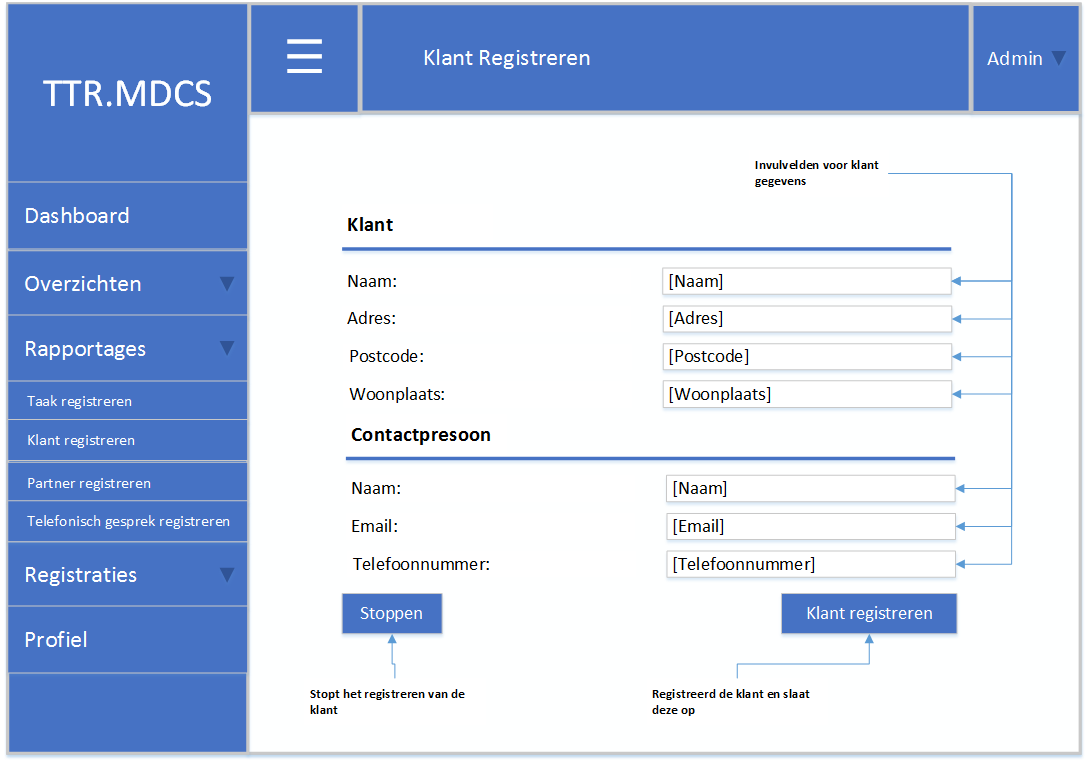 TTR.MDCS
Klant Registreren
Admin
Dashboard
Overzichten
Rapportages
Taak registreren
Klant registreren
Partner registreren
Telefonisch gesprek registreren
Registraties
Profiel
Invulvelden voor klant
gegevens
Klant
Naam: [Naam]
Adres: [Adres]
Postcode: [Postcode]
Woonplaats: [Woonplaats]
Contactpresoon
Naam: [Naam]
Email: [Email]
Telefoonnummer: [Telefoonnummer]
Stoppen
Klant registreren
Stopt het registreren van de
klant
Registreerd de klant en slaat
deze op